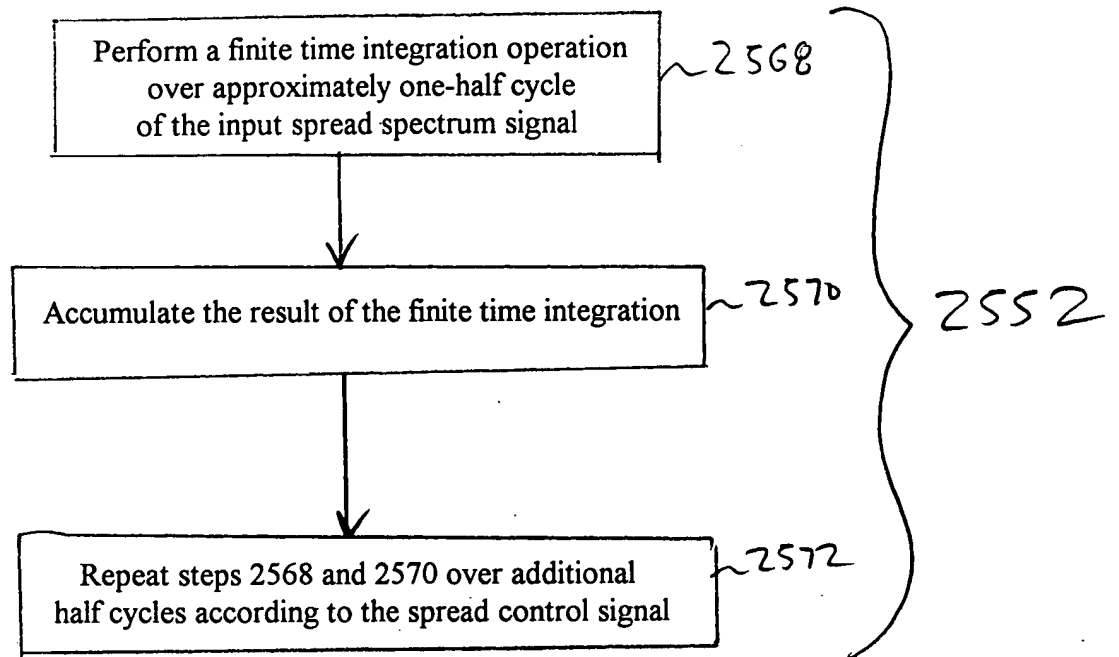 Perform a finite time integration operation
over approximately one-half cycle
of the input spread spectrum signal
2568
Accumulate the result of the finite time integration
2570
2552
Repeat steps 2568 and 2570 over additional
half cycles according to the spread control signal
2572